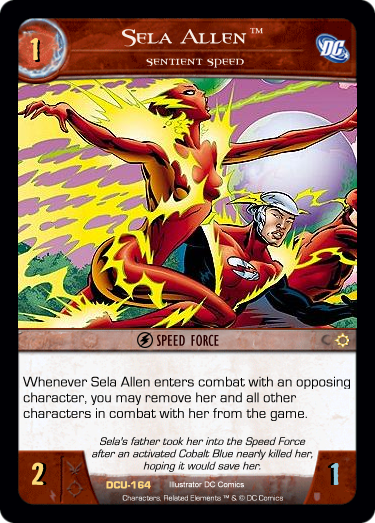 1
SELA ALLEN™
SENTIENT SPEED
DC
SPEED FORCE
Whenever Sela Allen enters combat with an opposing
character, you may remove her and all other
characters in combat with her from the game.
Sela's father took her into the Speed Force
after an activated Cobalt Blue nearly killed her,
hoping it would save her.
2
DCU-164 Illustrator DC Comics
1
Characters, Related Elements ™ & © DC Comics